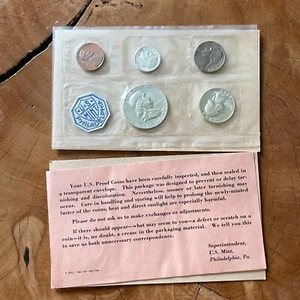 U.S.
MINT
PHILADELPHIA
Your U.S. Proof Coins have been carefully inspected, and then sealed in
a transparent envelope. This package was designed to prevent or delay tar-
nishing and discoloration. Nevertheless, sooner or later tarnishing may
occur. Care in handling and storing will help to prolong the newly-minted
luster of the coins; heat and direct sunlight are especially harmful.
Please do not ask us to make exchanges or adjustments.
If there should appear—what may seem to you—a defect or scratch on a
coin—it is, no doubt, a venue in the packaging material. We tell you this
to save us both unnecessary correspondence.
Superintendent,
U.S. Mint,
Philadelphia, Pa.